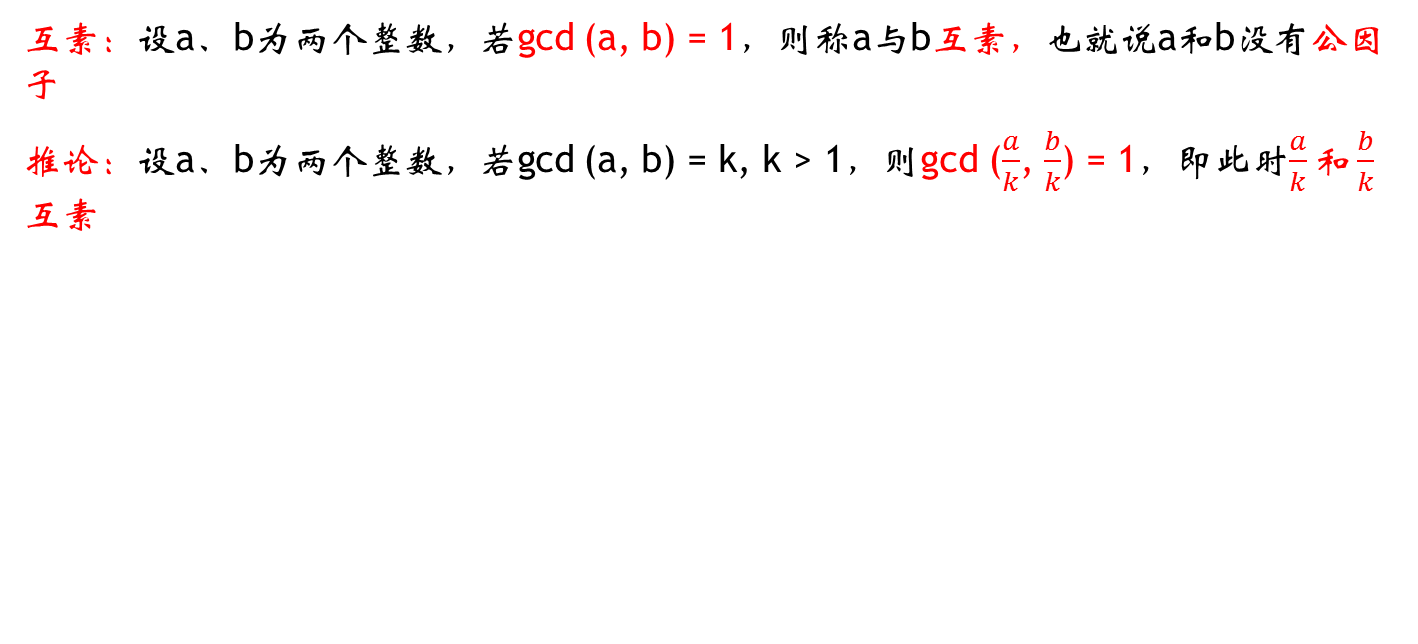 互素：设a、b为两个整数，若gcd (a, b) = 1，则称a与b互素，也就说a和b没有公因
子
推论：设a、b为两个整数，若gcd (a, b) = k, k > 1，则gcd (a/k, b/k) = 1，即此时a/k和b/k
互素